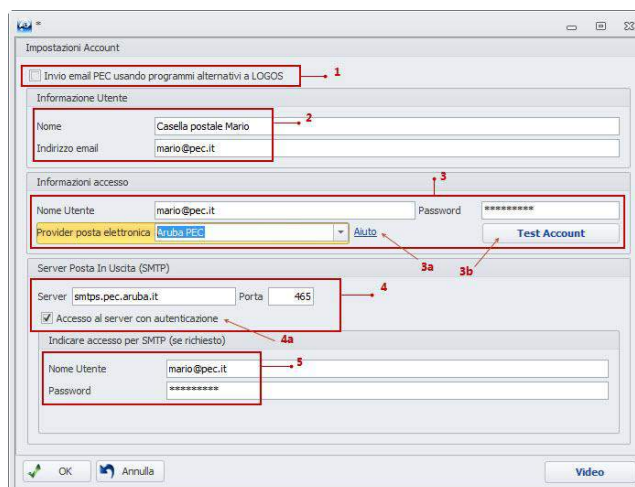 *
Impostazioni Account
Invio email PEC usando programmi alternativi a LOGOS 1
Informazione Utente
Nome Casella postale Mario 2
Indirizzo email mario@pec.it
3
Informazioni accesso
Nome Utente mario@pec.it Password *********
Provider posta elettronica Aruba PEC Aiuto Test Account
3a 3b
Server Posta In Uscita (SMTP)
Server smtps.pec.aruba.it Porta 465 4
Accesso al server con autenticazione
4a
Indicare accesso per SMTP (se richiesto)
Nome Utente mario@pec.it 5
Password *********
OK Annulla Video